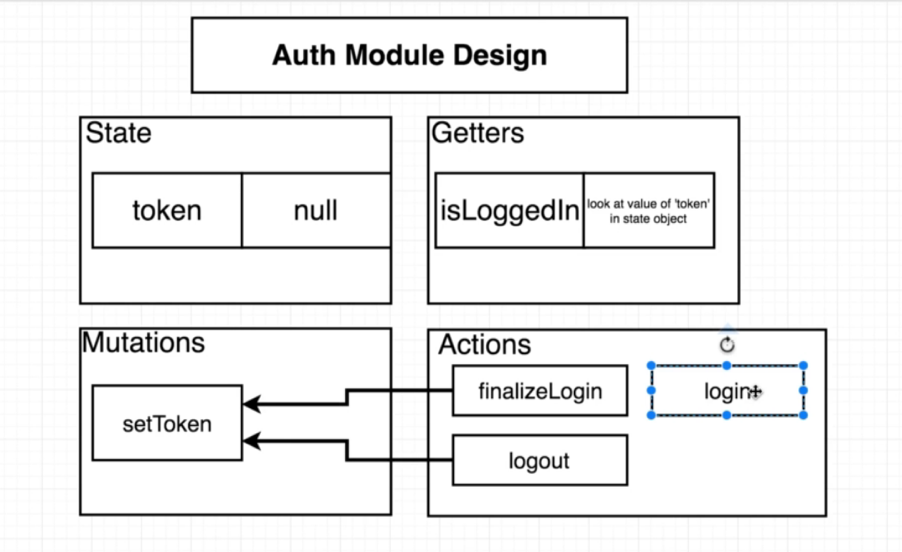 Auth Module Design
State
token
null
Getters
isLoggedIn
look at value of 'token'
in state object
Mutations
setToken
Actions
finalizeLogin
login
logout